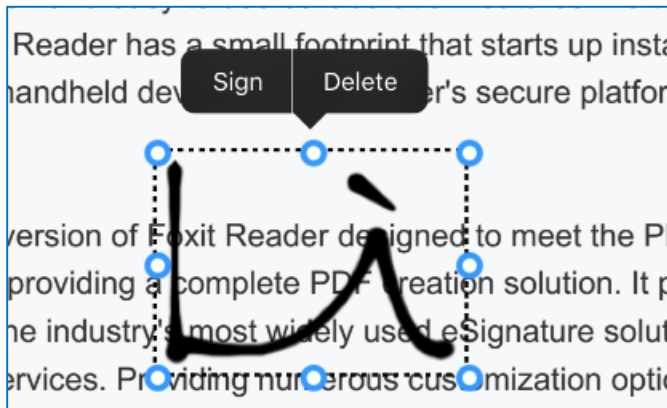 Reader has a small footprint that starts up insta
Sign Delete
handheld dev er's secure platfor
version of Foxit Reader designed to meet the P
providing a complete PDF creation solution. It p
he industry's most widely used eSignature solut
ervices. Providing numerous customization optio